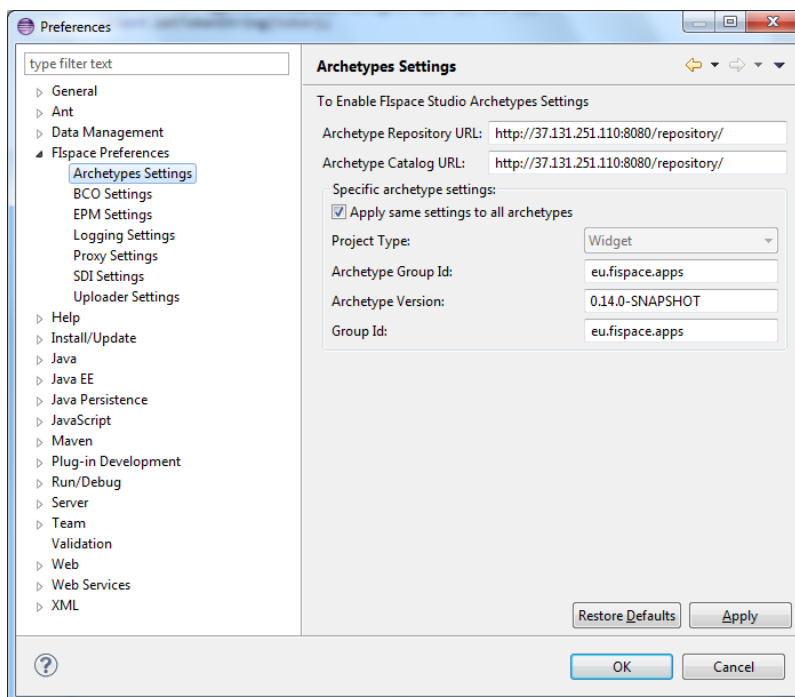 Preferences
type filter text
General
Ant
Data Management
FIspace Preferences
Archetypes Settings
BCO Settings
EPM Settings
Logging Settings
Proxy Settings
SDI Settings
Uploader Settings
Help
Install/Update
Java
Java EE
Java Persistence
JavaScript
Maven
Plug-in Development
Run/Debug
Server
Team
Validation
Web
Web Services
XML
Archetypes Settings
To Enable FIspace Studio Archetypes Settings
Archetype Repository URL: http://37.131.251.110:8080/repository/
Archetype Catalog URL: http://37.131.251.110:8080/repository/
Specific archetype settings:
Apply same settings to all archetypes
Project Type: Widget
Archetype Group Id: eu.fispace.apps
Archetype Version: 0.14.0-SNAPSHOT
Group Id: eu.fispace.apps
Restore Defaults Apply
OK Cancel